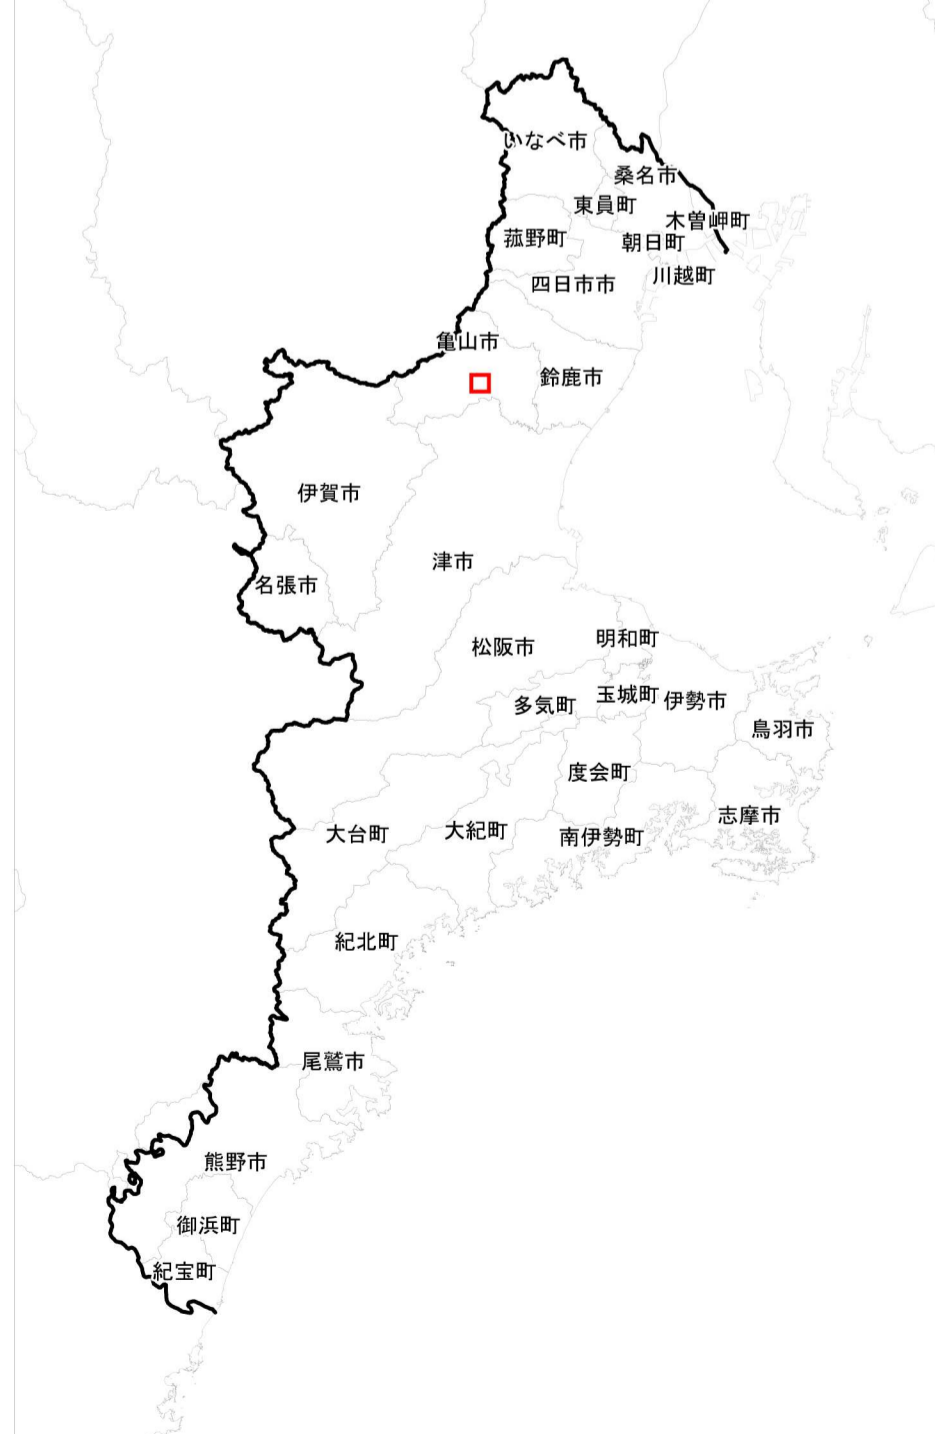 いなべ市
桑名市
東員町
木曽岬町
菰野町
朝日町
川越町
四日市市
亀山市
鈴鹿市
伊賀市
津市
名張市
松阪市
明和町
多気町
玉城町
伊勢市
鳥羽市
度会町
志摩市
大台町
大紀町
南伊勢町
紀北町
尾鷲市
熊野市
御浜町
紀宝町